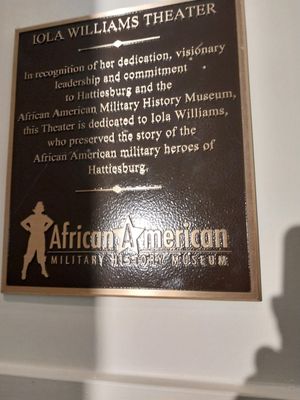 IOLA WILLIAMS THEATER
In recognition of her dedication, visionary
leadership and commitment
to Hattiesburg and the
African American Military History Museum,
this Theater is dedicated to Iola Williams,
who preserved the story of the
African American military heroes of
Hattiesburg.
African American
MILITARY HISTORY MUSEUM